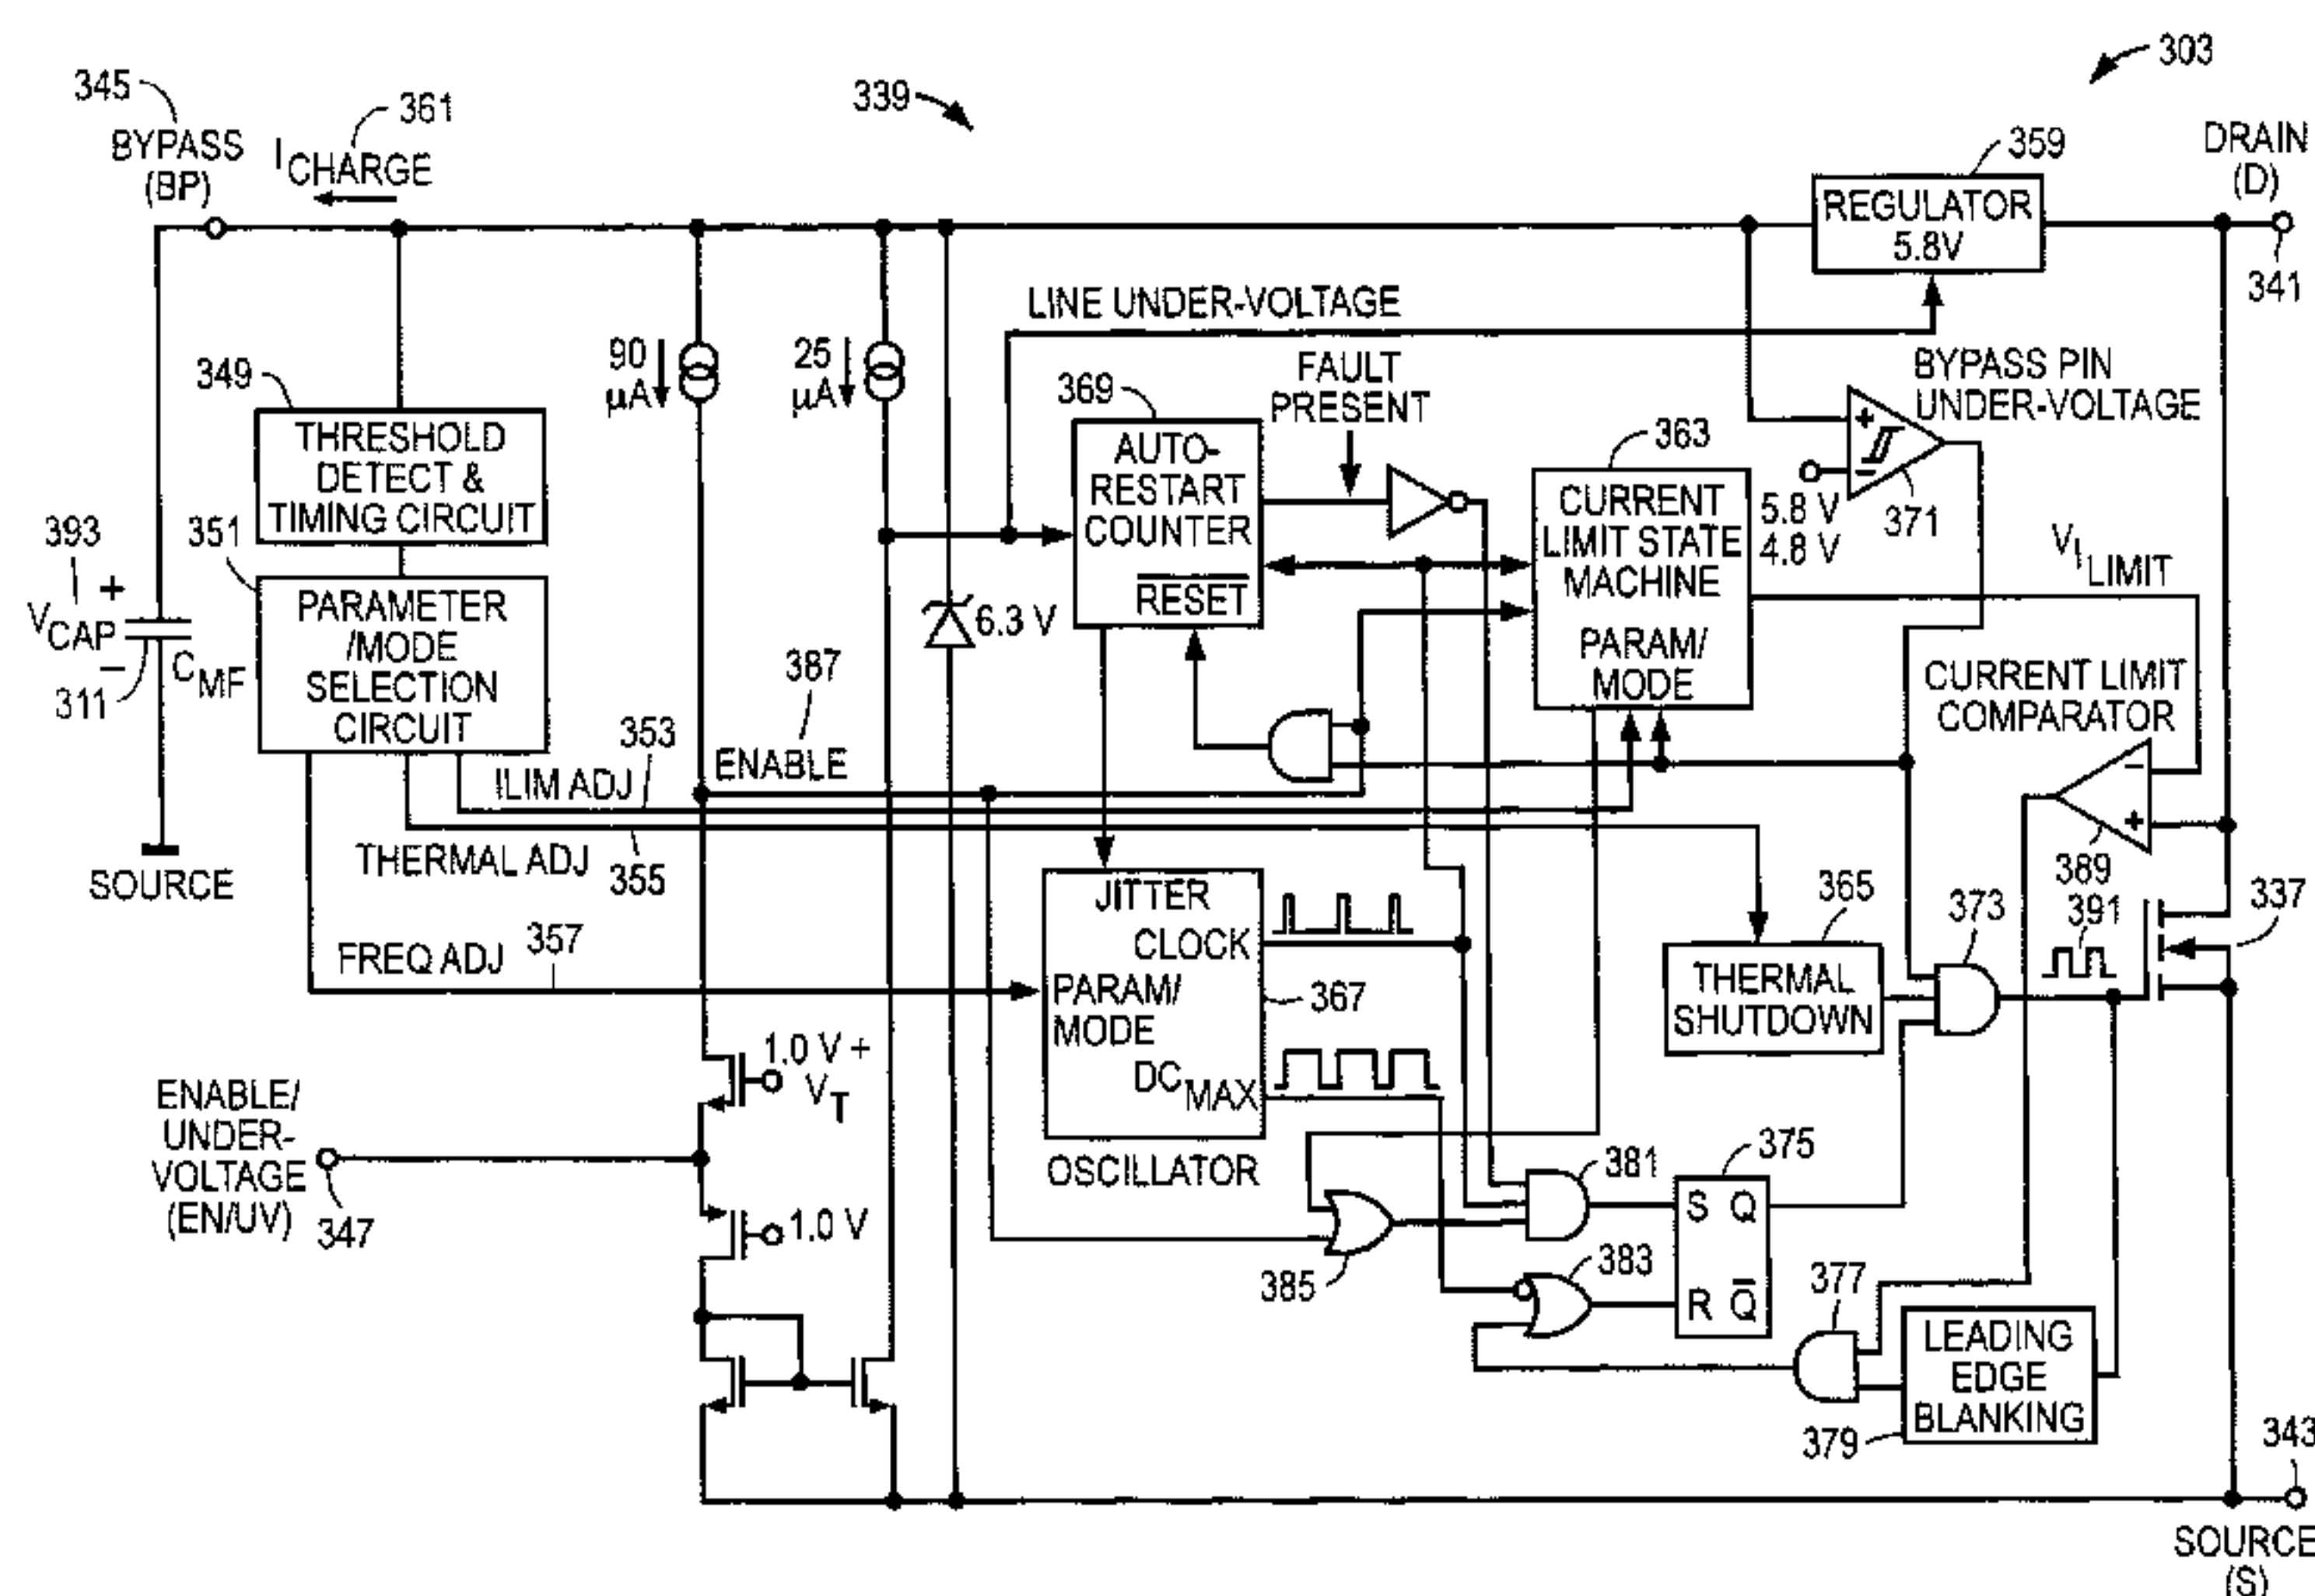 303
345
361
339
BYPASS
(BP)
I CHARGE
359
DRAIN
(D)
REGULATOR
5.8V
341
LINE UNDER-VOLTAGE
90
µA
25
µA
349
THRESHOLD
DETECT &
TIMING CIRCUIT
369
AUTO-
RESTART
COUNTER
RESET
FAULT
PRESENT
363
CURRENT
LIMIT STATE
MACHINE
PARAM/
MODE
BYPASS PIN
UNDER-VOLTAGE
+
−
5.8 V
4.8 V
371
V I LIMIT
351
PARAMETER
/MODE
SELECTION
CIRCUIT
393
+
V CAP
−
C MF
311
6.3 V
387
ENABLE
353
ILIM ADJ
CURRENT LIMIT
COMPARATOR
−
+
389
SOURCE
THERMAL ADJ
355
JITTER
CLOCK
PARAM/
MODE
DC MAX
367
OSCILLATOR
365
THERMAL
SHUTDOWN
373
391
337
FREQ ADJ
357
1.0 V +
V T
ENABLE/
UNDER-
VOLTAGE
(EN/UV)
347
1.0 V
381
375
S Q
R Q̅
385
383
377
LEADING
EDGE
BLANKING
379
343
SOURCE
(S)